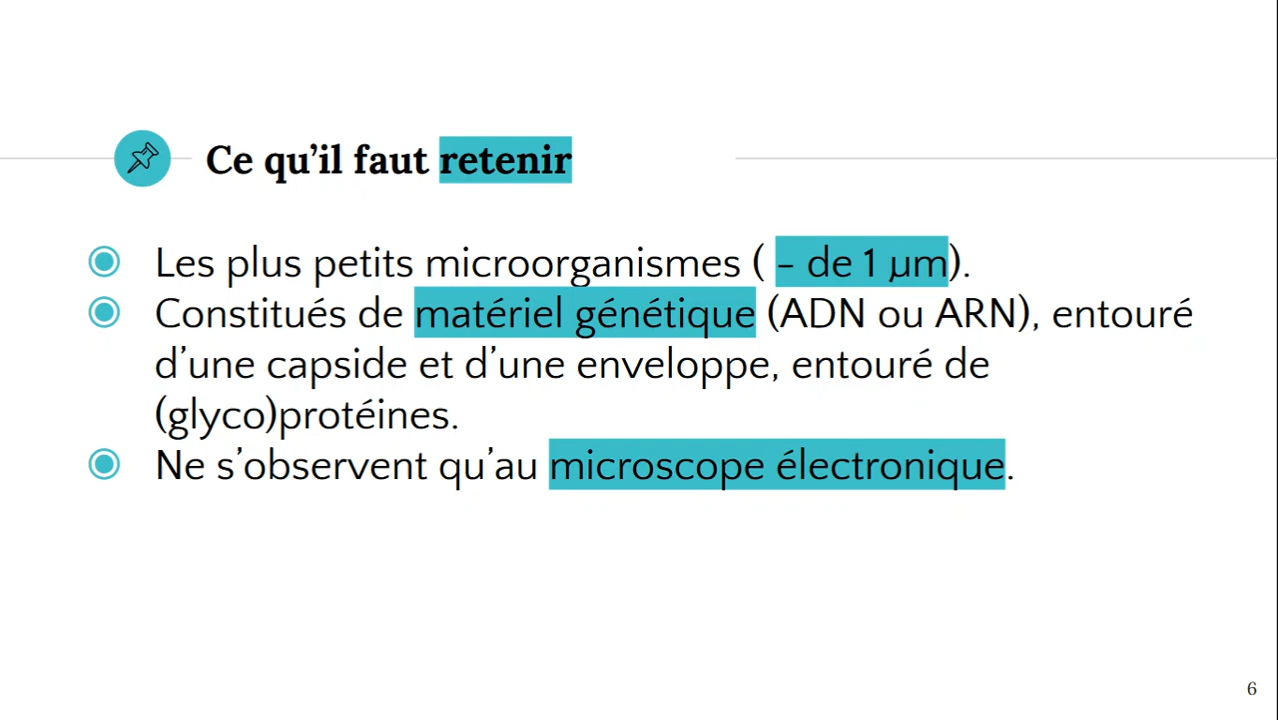 Ce qu’il faut retenir
Les plus petits microorganismes ( - de 1 µm).
Constitués de matériel génétique (ADN ou ARN), entouré
d’une capside et d’une enveloppe, entouré de
(glyco)protéines.
Ne s’observent qu’au microscope électronique.
6